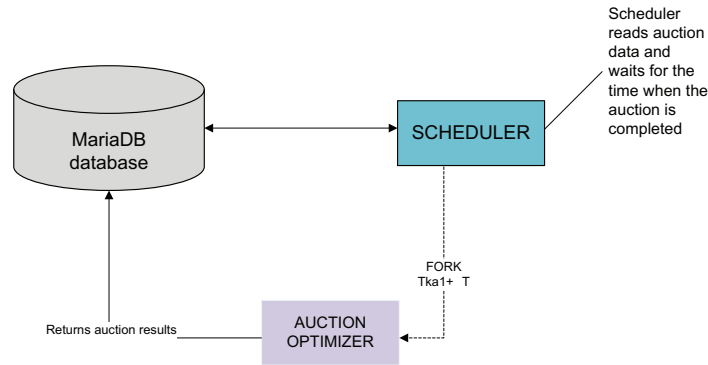 Scheduler
reads auction
data and
waits for the
time when the
auction is
completed
MariaDB
database
SCHEDULER
FORK
Tka1+ T
AUCTION
OPTIMIZER
Returns auction results